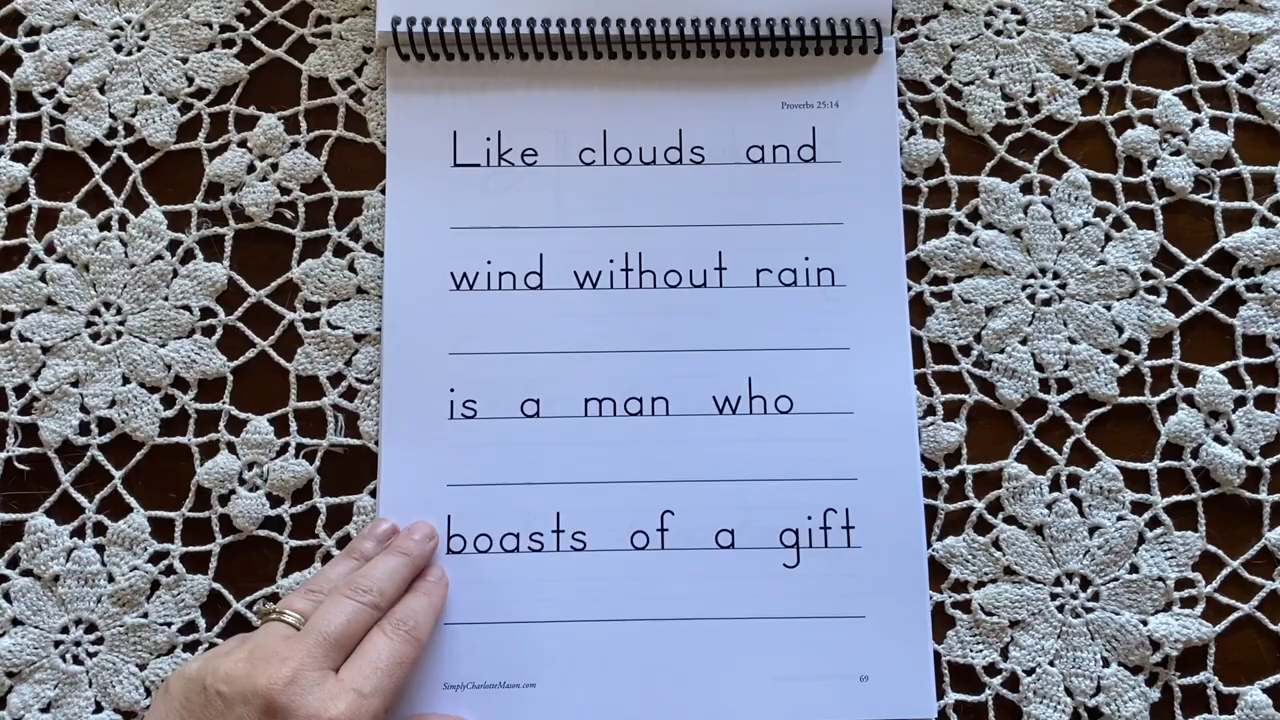 Proverbs 25:14
Like clouds and
wind without rain
is a man who
boasts of a gift
SimplyCharlotteMason.com
69